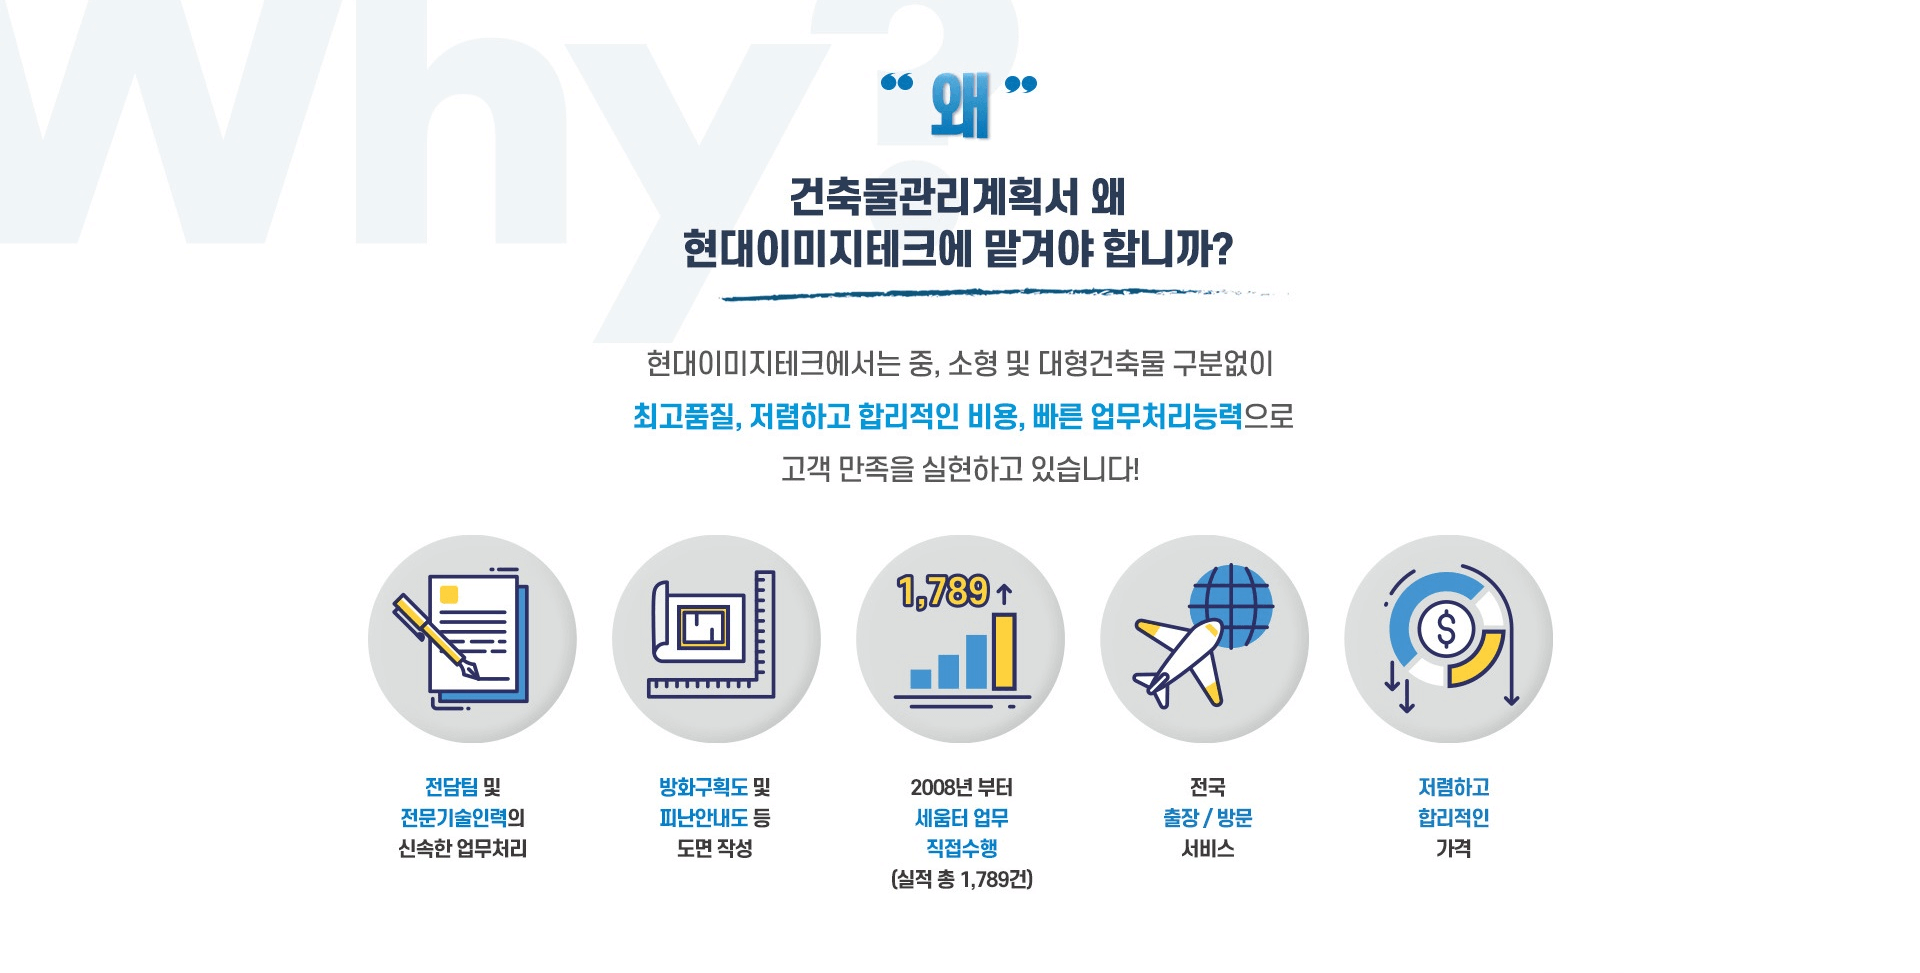 Why?
“ 왜 ”
건축물관리계획서 왜
현대이미지테크에 맡겨야 합니까?
현대이미지테크에서는 중, 소형 및 대형건축물 구분없이
최고품질, 저렴하고 합리적인 비용, 빠른 업무처리능력으로
고객 만족을 실현하고 있습니다!
1,789
$
전담팀 및
전문기술인력의
신속한 업무처리
방화구획도 및
피난안내도 등
도면 작성
2008년 부터
세움터 업무
직접수행
(실적 총 1,789건)
전국
출장 / 방문
서비스
저렴하고
합리적인
가격